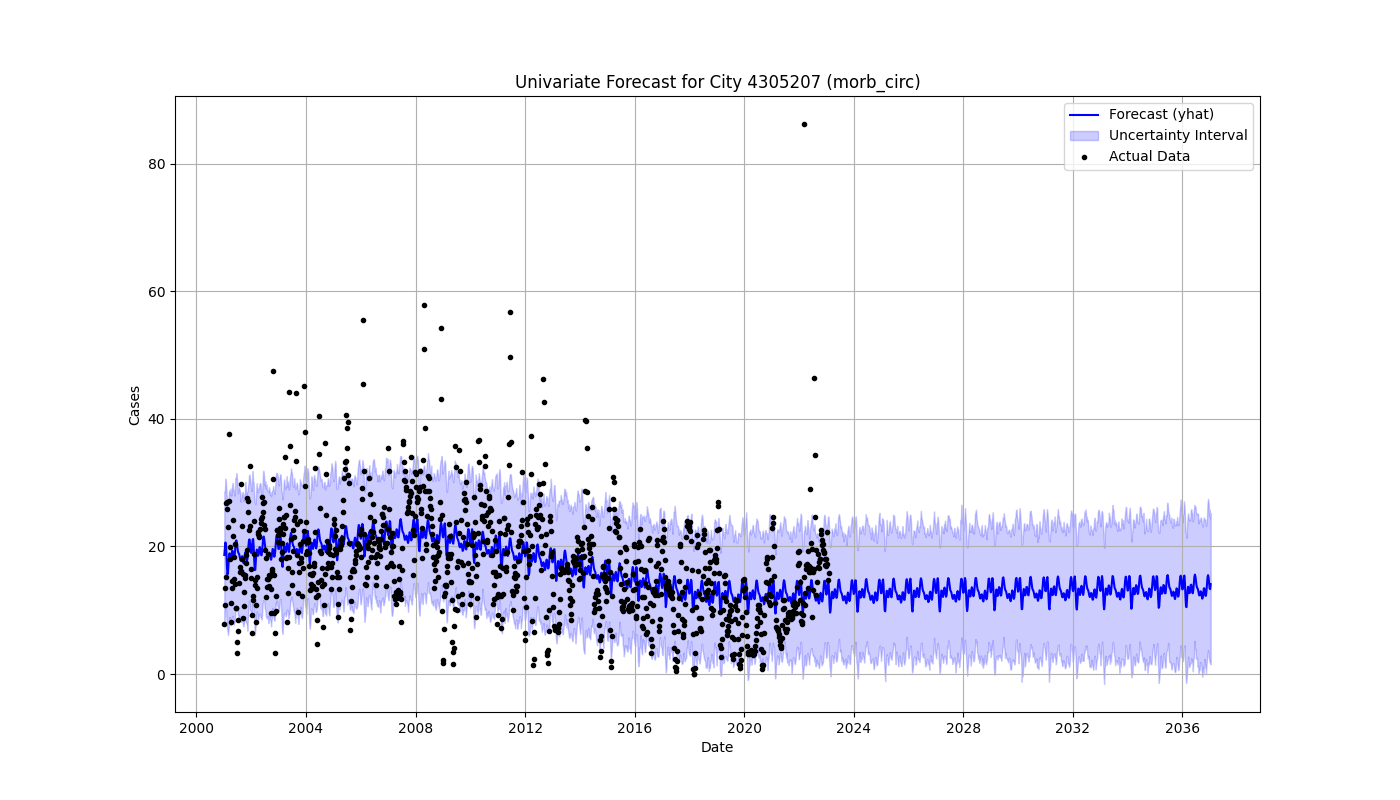 Univariate Forecast for City 4305207 (morb_circ)
Forecast (yhat)
Uncertainty Interval
Actual Data
Cases
80
60
40
20
0
2000 2004 2008 2012 2016 2020 2024 2028 2032 2036
Date